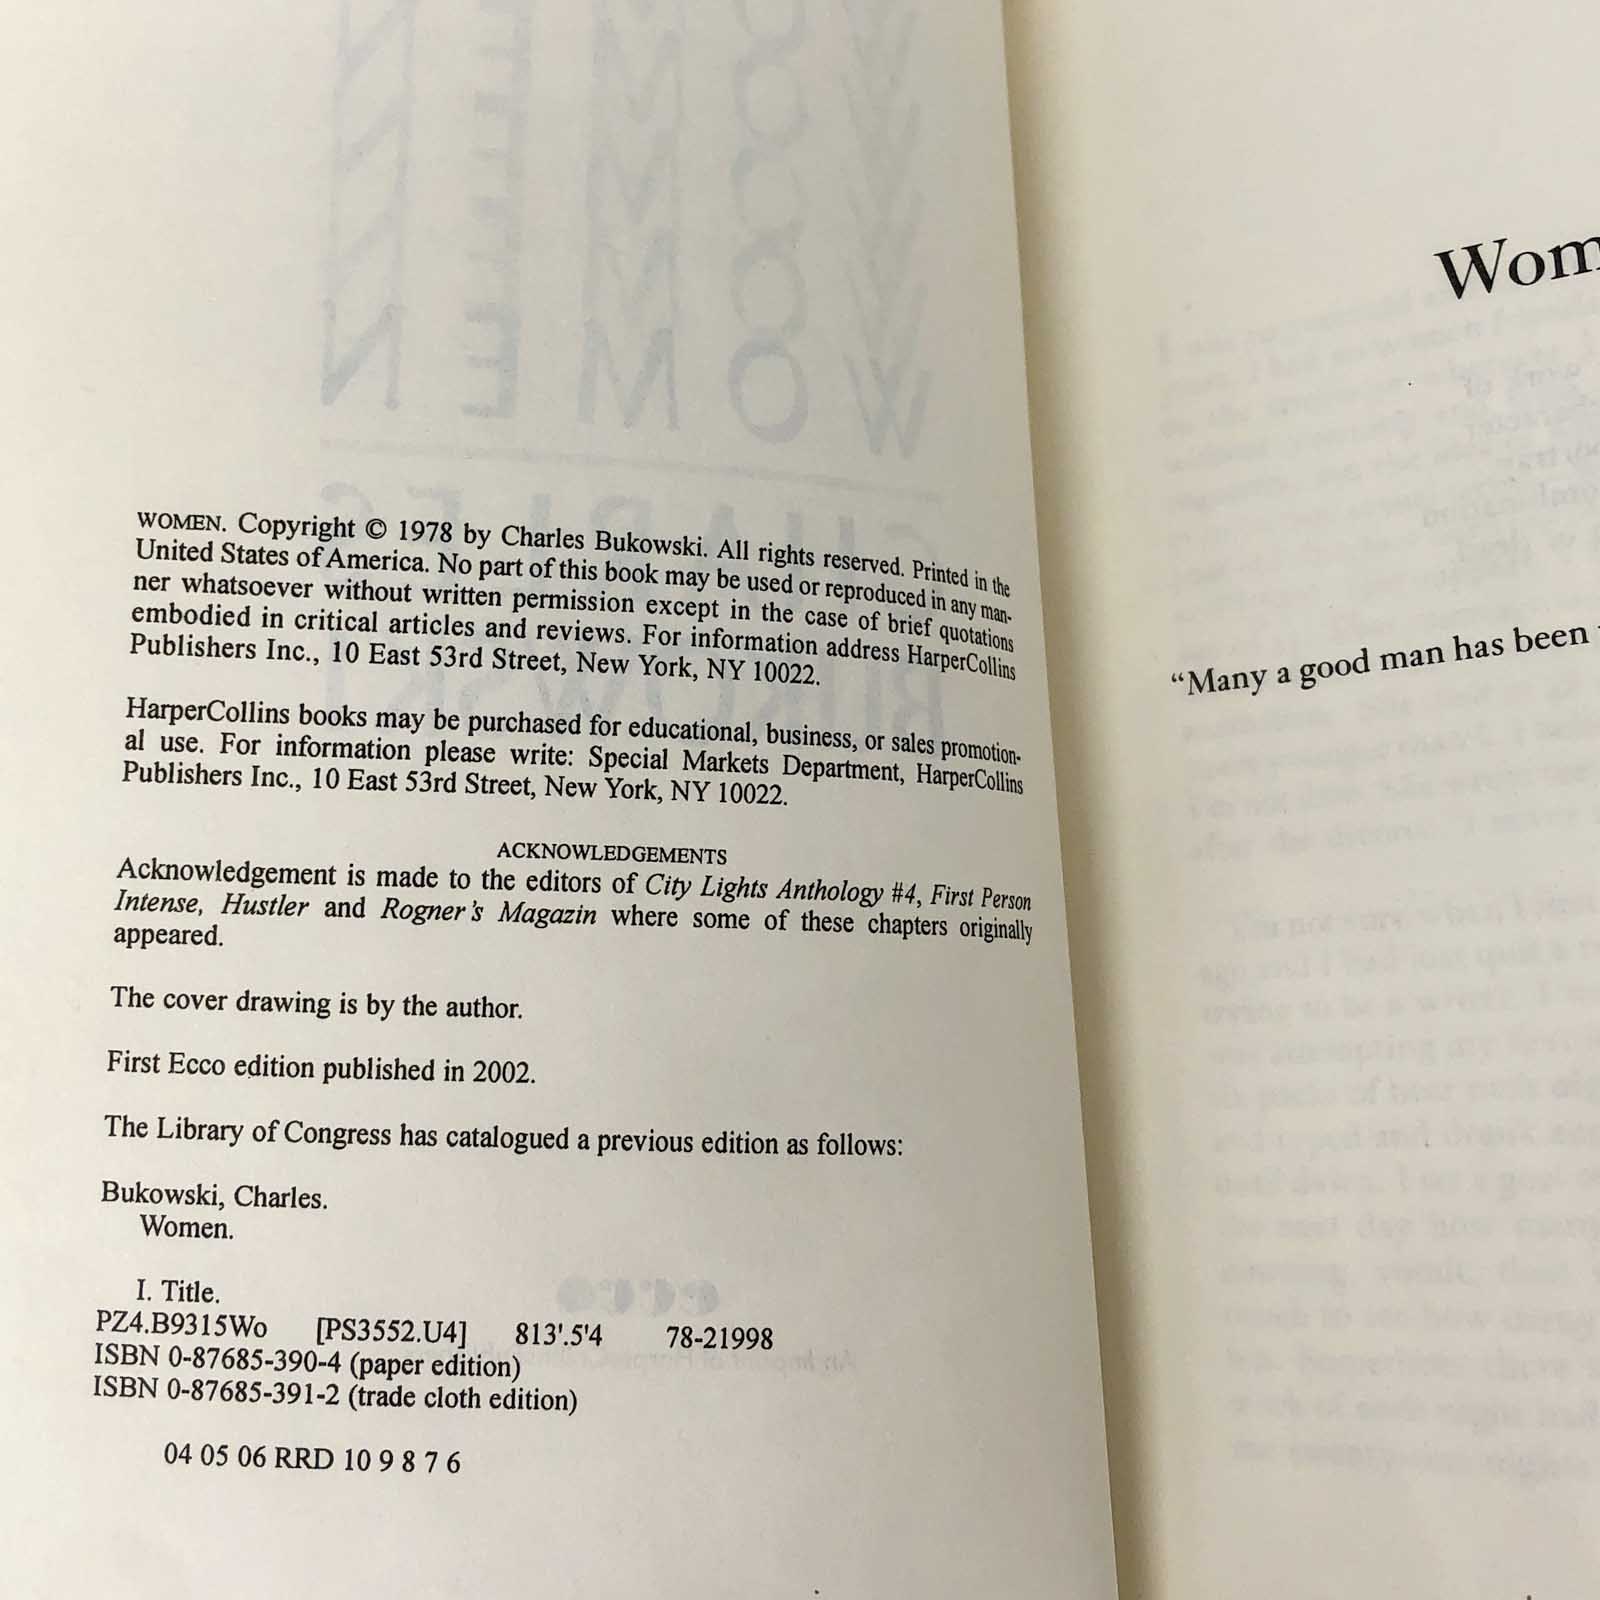 WOMEN. Copyright © 1978 by Charles Bukowski. All rights reserved. Printed in the
United States of America. No part of this book may be used or reproduced in any man-
ner whatsoever without written permission except in the case of brief quotations
embodied in critical articles and reviews. For information address HarperCollins
Publishers Inc., 10 East 53rd Street, New York, NY 10022.
HarperCollins books may be purchased for educational, business, or sales promotion-
al use. For information please write: Special Markets Department, HarperCollins
Publishers Inc., 10 East 53rd Street, New York, NY 10022.
ACKNOWLEDGEMENTS
Acknowledgement is made to the editors of City Lights Anthology #4, First Person
Intense, Hustler and Rogner's Magazin where some of these chapters originally
appeared.
The cover drawing is by the author.
First Ecco edition published in 2002.
The Library of Congress has catalogued a previous edition as follows:
Bukowski, Charles.
Women.
I. Title.
PZ4.B9315Wo [PS3552.U4] 813'.5'4 78-21998
ISBN 0-87685-390-4 (paper edition)
ISBN 0-87685-391-2 (trade cloth edition)
04 05 06 RRD 10 9 8 7 6
Wom
"Many a good man has been